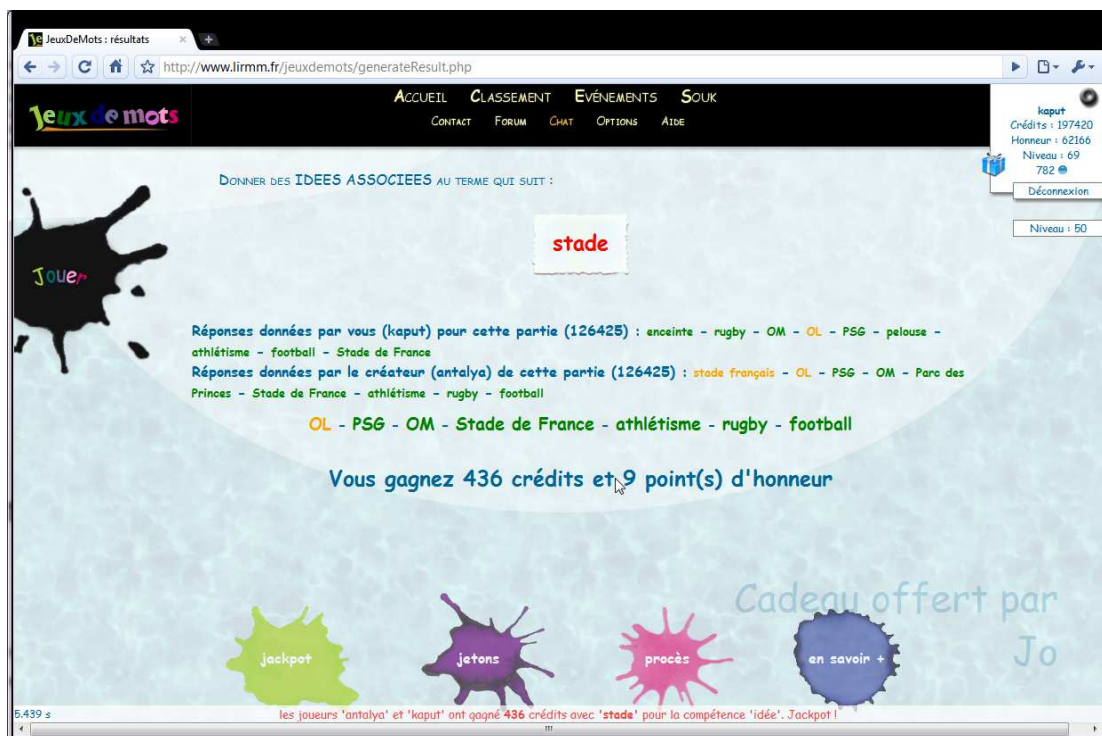 JeuxDeMots : résultats
http://www.lirmm.fr/jeuxdemots/generateResult.php
Jeux de mots
ACCUEIL CLASSEMENT EVÉNEMENTS SOUK
CONTACT FORUM CHAT OPTIONS AIDE
kaput
Crédits : 197420
Honneur : 62166
Niveau : 69
782
Déconnexion
Niveau : 50
DONNER DES IDEES ASSOCIEES AU TERME QUI SUIT :
stade
Jouer
Réponses données par vous (kaput) pour cette partie (126425) : enceinte - rugby - OM - OL - PSG - pelouse -
athlétisme - football - Stade de France
Réponses données par le créateur (antalya) de cette partie (126425) : stade français - OL - PSG - OM - Parc des
Princes - Stade de France - athlétisme - rugby - football
OL - PSG - OM - Stade de France - athlétisme - rugby - football
Vous gagnez 436 crédits et 9 point(s) d'honneur
Cadeau offert par
Jo
jackpot
jetons
procès
en savoir +
5.439 s
les joueurs 'antalya' et 'kaput' ont gagné 436 crédits avec 'stade' pour la compétence 'idée'. Jackpot !